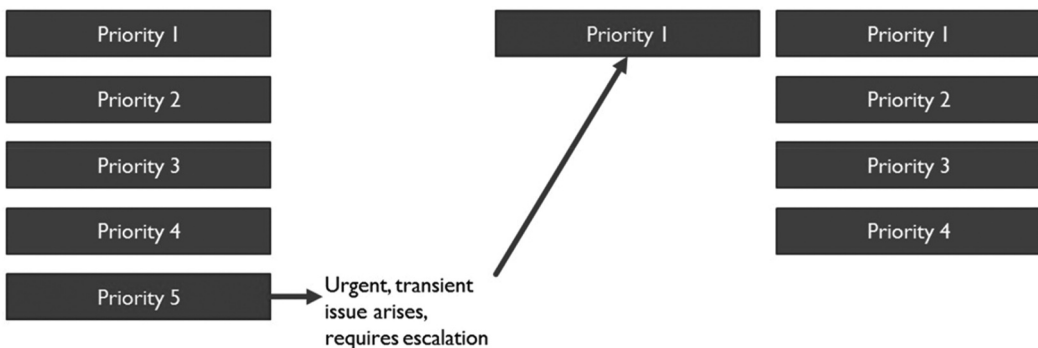 Priority 1
Priority 2
Priority 3
Priority 4
Priority 5
Urgent, transient
issue arises,
requires escalation
Priority 1
Priority 1
Priority 2
Priority 3
Priority 4